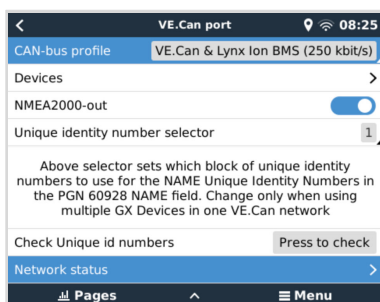 VE.Can port 08:25
CAN-bus profile VE.Can & Lynx Ion BMS (250 kbit/s)
Devices
NMEA2000-out
Unique identity number selector 1
Above selector sets which block of unique identity
numbers to use for the NAME Unique Identity Numbers in
the PGN 60928 NAME field. Change only when using
multiple GX Devices in one VE.Can network
Check Unique id numbers Press to check
Network status
Pages Menu